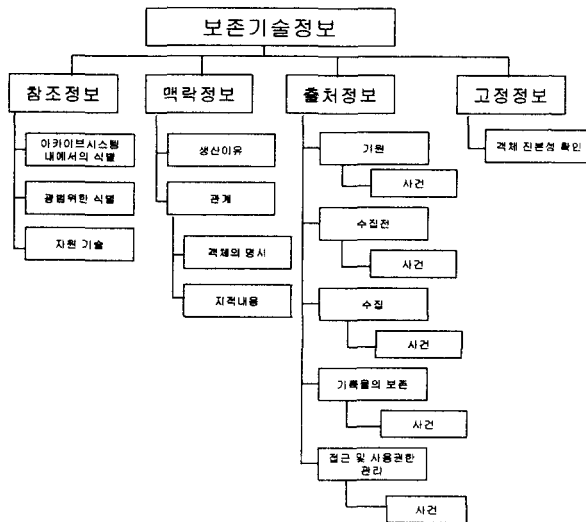 보존기술정보
참조정보
맥락정보
출처정보
고정정보
아카이브시스템
내에서의 식별
광범위한 식별
자원 기술
생산이유
관계
객체의 명시
지적내용
기원
사건
수집전
사건
수집
사건
기록물의 보존
사건
접근 및 사용권한
관리
사건
객체 진본성 확인